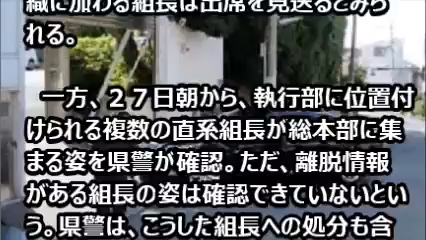 織に加わる組長は出席を見送るとみら
れる。
一方、２７日朝から、執行部に位置付
けられる複数の直系組長が総本部に集
まる姿を県警が確認。ただ、離脱情報
がある組長の姿は確認できていないとい
う。県警は、こうした組長への処分も含